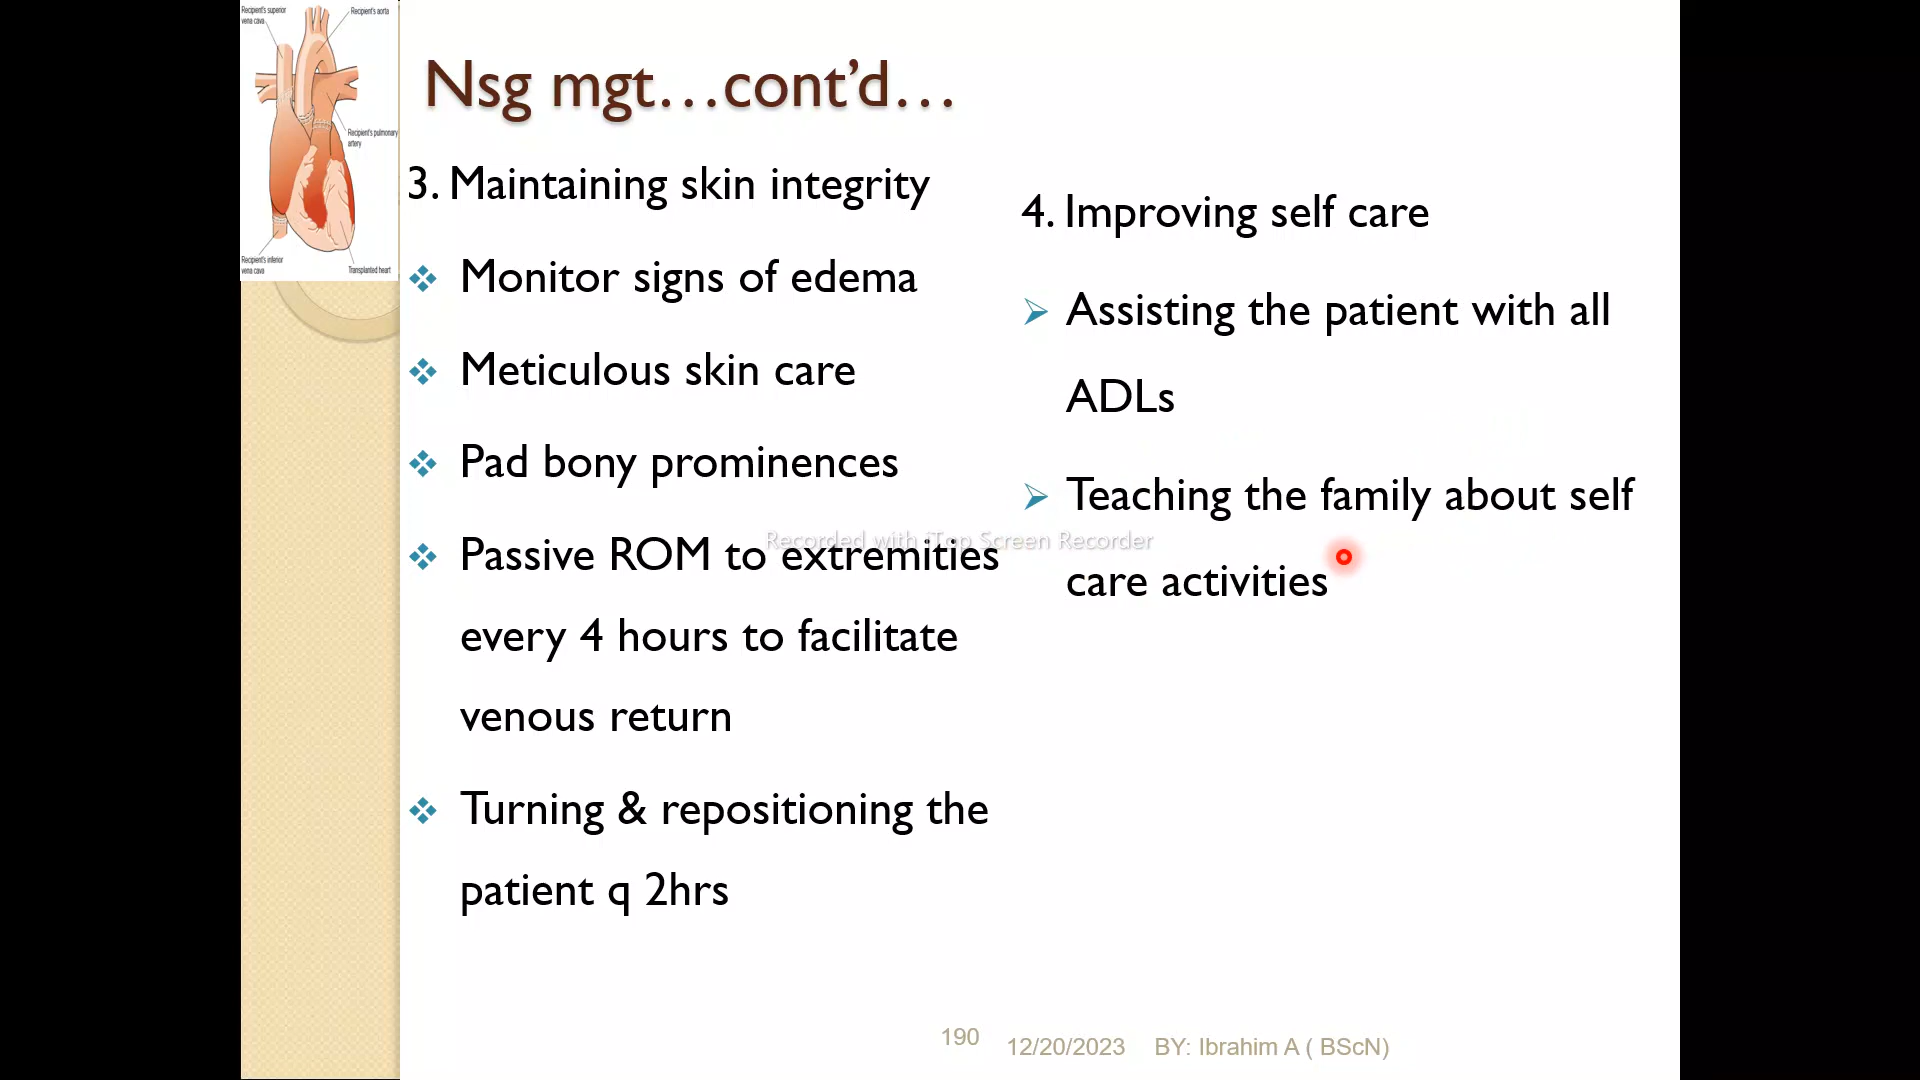 Recipient's superior
vena cava
Recipient's aorta
Recipient's pulmonary
artery
Recipient's inferior
vena cava
Transplanted heart
Nsg mgt…cont’d…
3. Maintaining skin integrity
Monitor signs of edema
Meticulous skin care
Pad bony prominences
Passive ROM to extremities
every 4 hours to facilitate
venous return
Turning & repositioning the
patient q 2hrs
4. Improving self care
Assisting the patient with all
ADLs
Teaching the family about self
care activities
Recorded with iTop Screen Recorder
190
12/20/2023
BY: Ibrahim A ( BScN)